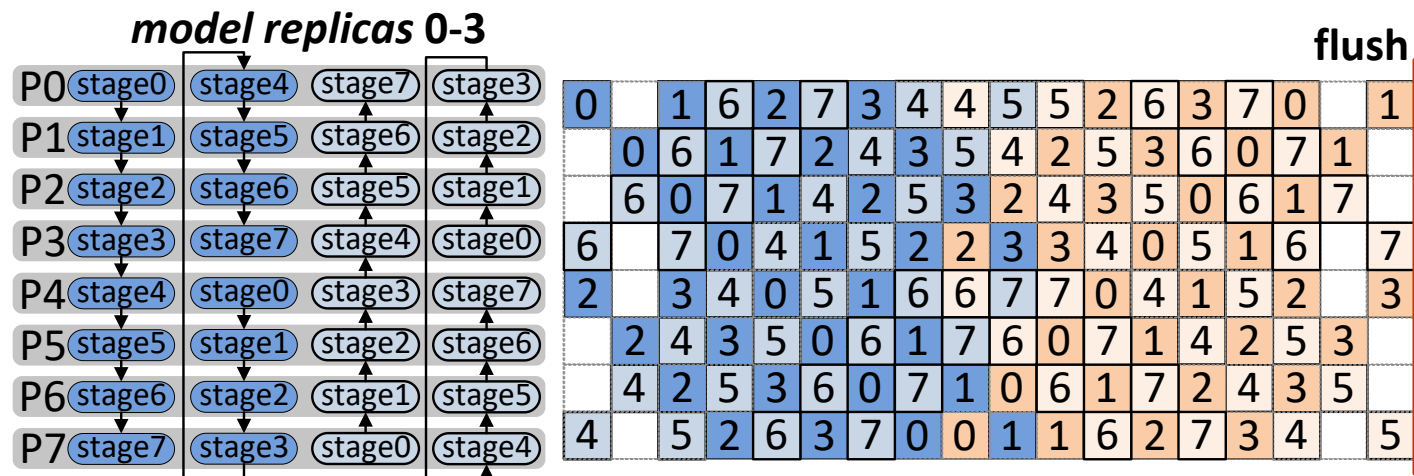 model replicas 0-3
flush
P0 stage0 stage4 stage7 stage3 0 1 6 2 7 3 4 4 5 5 2 6 3 7 0 1
P1 stage1 stage5 stage6 stage2 0 6 1 7 2 4 3 5 4 2 5 3 6 0 7 1
P2 stage2 stage6 stage5 stage1 6 0 7 1 4 2 5 3 2 4 3 5 0 6 1 7
P3 stage3 stage7 stage4 stage0 6 7 0 4 1 5 2 2 3 3 4 0 5 1 6 7
P4 stage4 stage0 stage3 stage7 2 3 4 0 5 1 6 6 7 7 0 4 1 5 2 3
P5 stage5 stage1 stage2 stage6 2 4 3 5 0 6 1 7 6 0 7 1 4 2 5 3
P6 stage6 stage2 stage1 stage5 4 2 5 3 6 0 7 1 0 6 1 7 2 4 3 5
P7 stage7 stage3 stage0 stage4 4 5 2 6 3 7 0 0 1 1 6 2 7 3 4 5